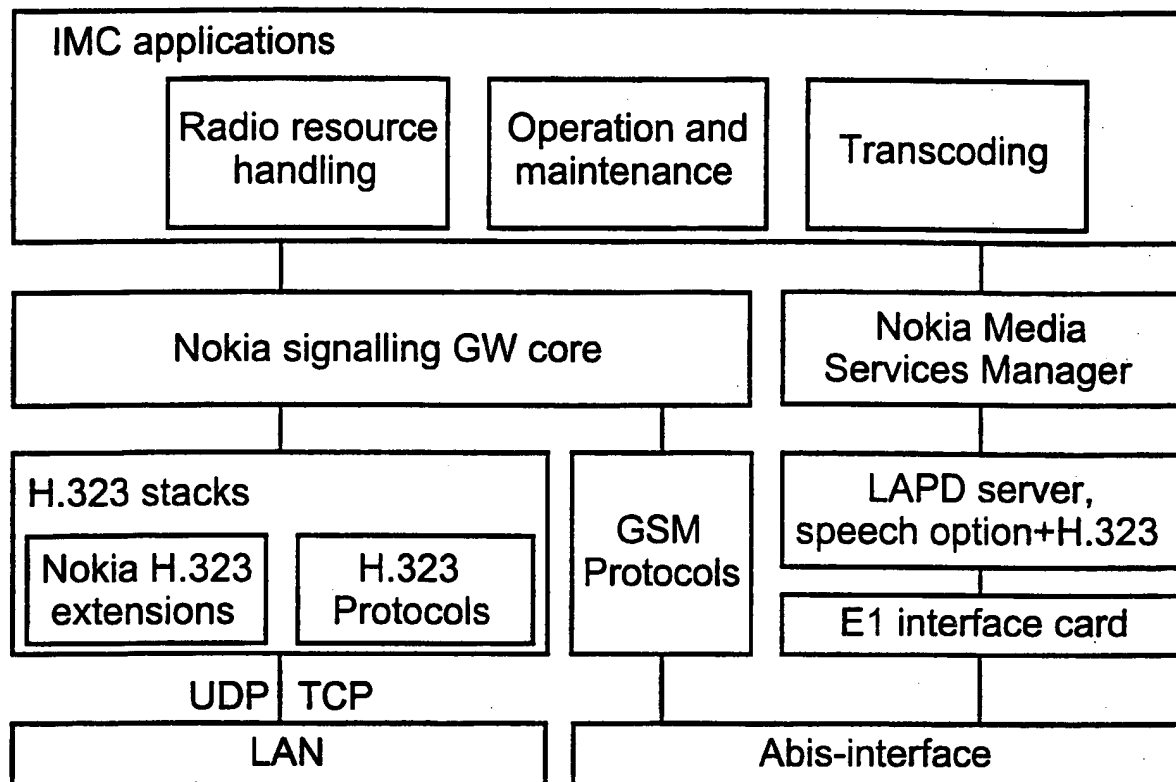 IMC applications
Radio resource
handling
Operation and
maintenance
Transcoding
Nokia signalling GW core
Nokia Media
Services Manager
H.323 stacks
Nokia H.323
extensions
H.323
Protocols
GSM
Protocols
LAPD server,
speech option+H.323
E1 interface card
UDP TCP
LAN
Abis-interface